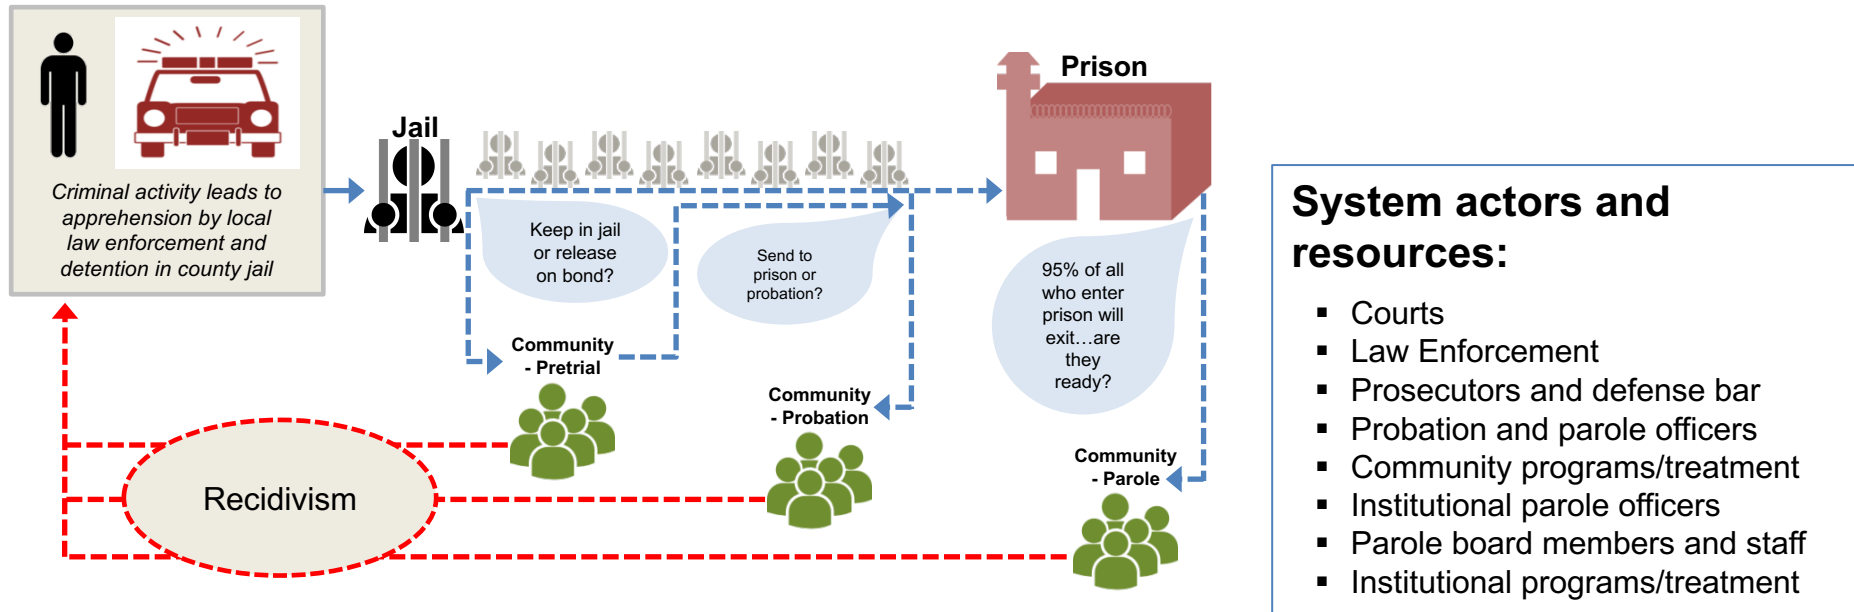 Criminal activity leads to
apprehension by local
law enforcement and
detention in county jail
Jail
Prison
Keep in jail
or release
on bond?
Send to
prison or
probation?
95% of all
who enter
prison will
exit…are
they
ready?
Community
- Pretrial
Community
- Probation
Community
- Parole
Recidivism
System actors and
resources:
▪ Courts
▪ Law Enforcement
▪ Prosecutors and defense bar
▪ Probation and parole officers
▪ Community programs/treatment
▪ Institutional parole officers
▪ Parole board members and staff
▪ Institutional programs/treatment